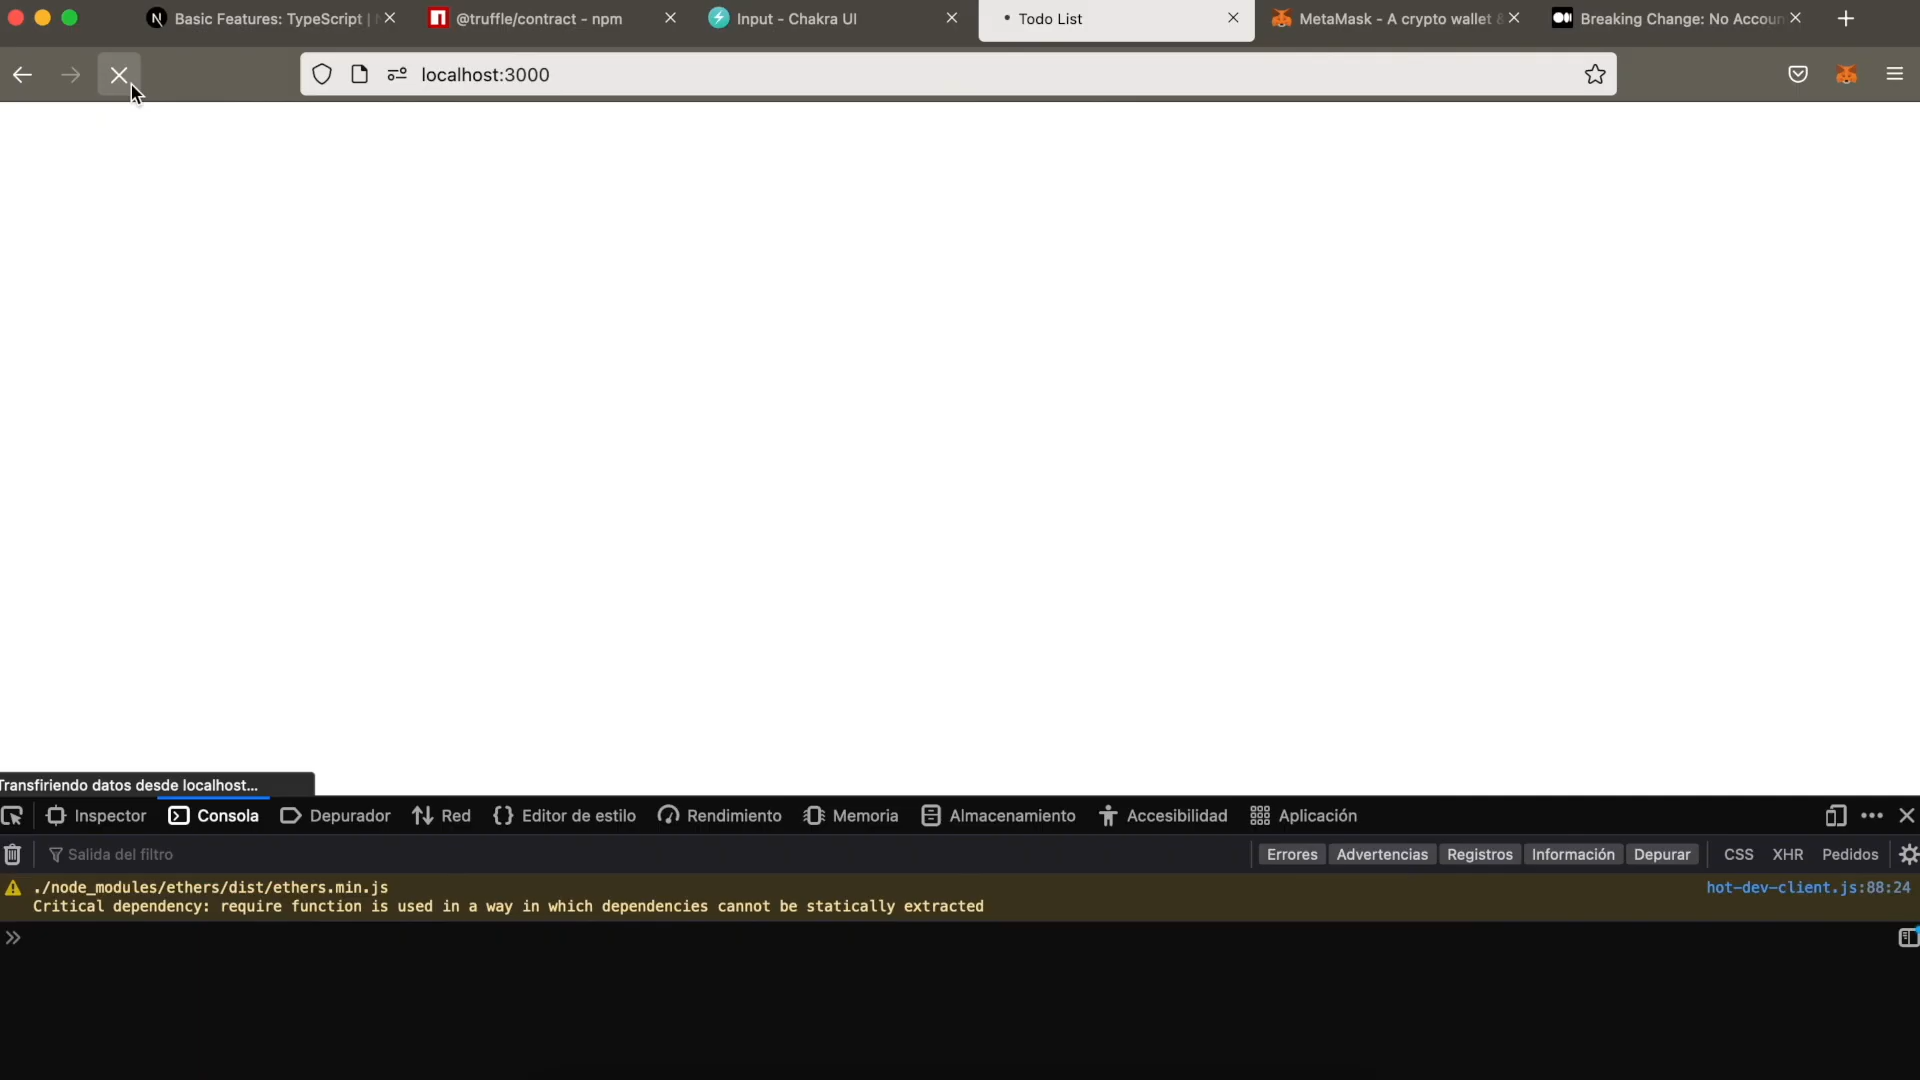 Basic Features: TypeScript |
@truffle/contract - npm
Input - Chakra UI
• Todo List
MetaMask - A crypto wallet &
Breaking Change: No Accoun
localhost:3000
Transfiriendo datos desde localhost...
Inspector
Consola
Depurador
Red
Editor de estilo
Rendimiento
Memoria
Almacenamiento
Accesibilidad
Aplicación
Salida del filtro
Errores
Advertencias
Registros
Información
Depurar
CSS
XHR
Pedidos
./node_modules/ethers/dist/ethers.min.js
hot-dev-client.js:88:24
Critical dependency: require function is used in a way in which dependencies cannot be statically extracted